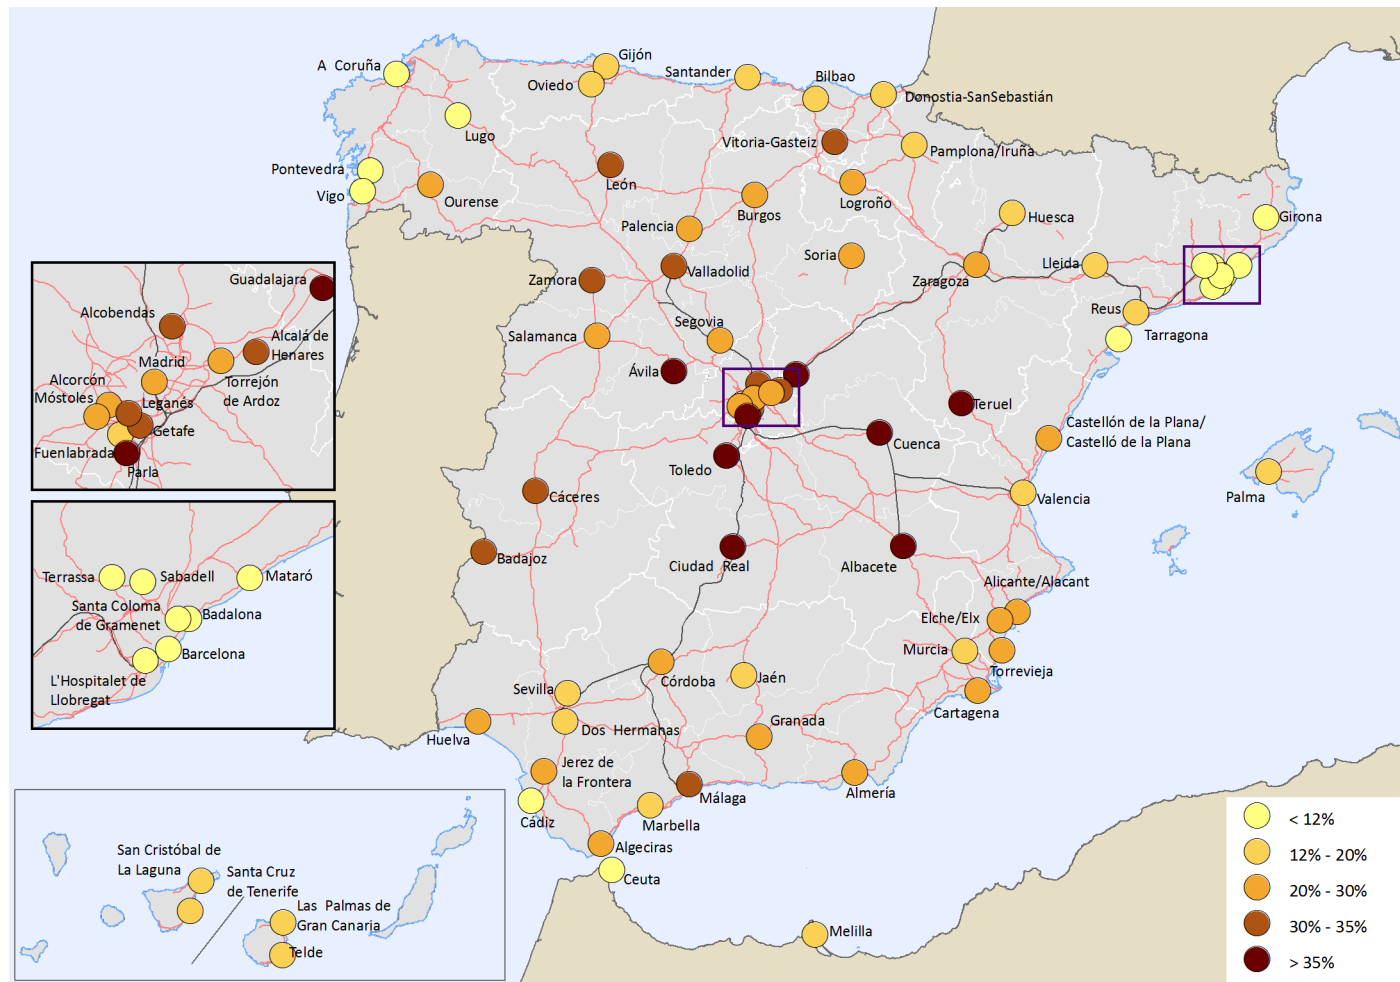 Gijón
A Coruña
Santander
Bilbao
Oviedo
Donostia-SanSebastián
Lugo
Vitoria-Gasteiz
Pamplona/Iruña
Pontevedra
León
Vigo
Ourense
Burgos
Logroño
Huesca
Girona
Palencia
Soria
Lleida
Zamora
Valladolid
Zaragoza
Reus
Salamanca
Segovia
Tarragona
Ávila
Teruel
Castellón de la Plana/
Castelló de la Plana
Cuenca
Toledo
Cáceres
Palma
Valencia
Badajoz
Ciudad Real
Albacete
Alicante/Alacant
Elche/Elx
Murcia
Torrevieja
Córdoba
Jaén
Sevilla
Cartagena
Dos Hermanas
Granada
Huelva
Jerez de
la Frontera
Málaga
Almería
Cádiz
Marbella
Algeciras
Ceuta
Melilla
Guadalajara
Alcobendas
Alcalá de
Henares
Madrid
Torrejón
de Ardoz
Alcorcón
Móstoles
Leganés
Getafe
Fuenlabrada
Parla
Terrassa
Sabadell
Mataró
Santa Coloma
de Gramenet
Badalona
Barcelona
L'Hospitalet de
Llobregat
San Cristóbal de
La Laguna
Santa Cruz
de Tenerife
Las Palmas de
Gran Canaria
Telde
< 12%
12% - 20%
20% - 30%
30% - 35%
> 35%